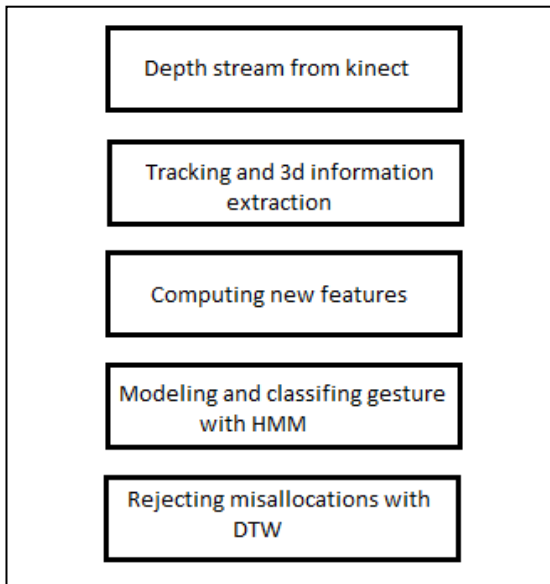 Depth stream from kinect
Tracking and 3d information
extraction
Computing new features
Modeling and classifing gesture
with HMM
Rejecting misallocations with
DTW